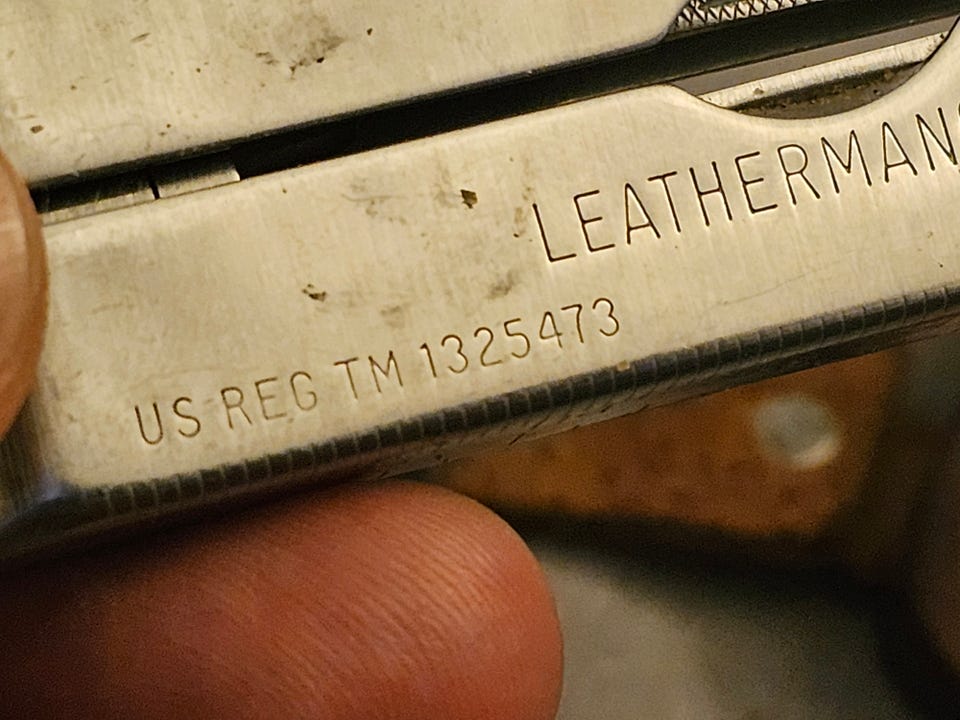 LEATHERMAN
US REG TM 1325473